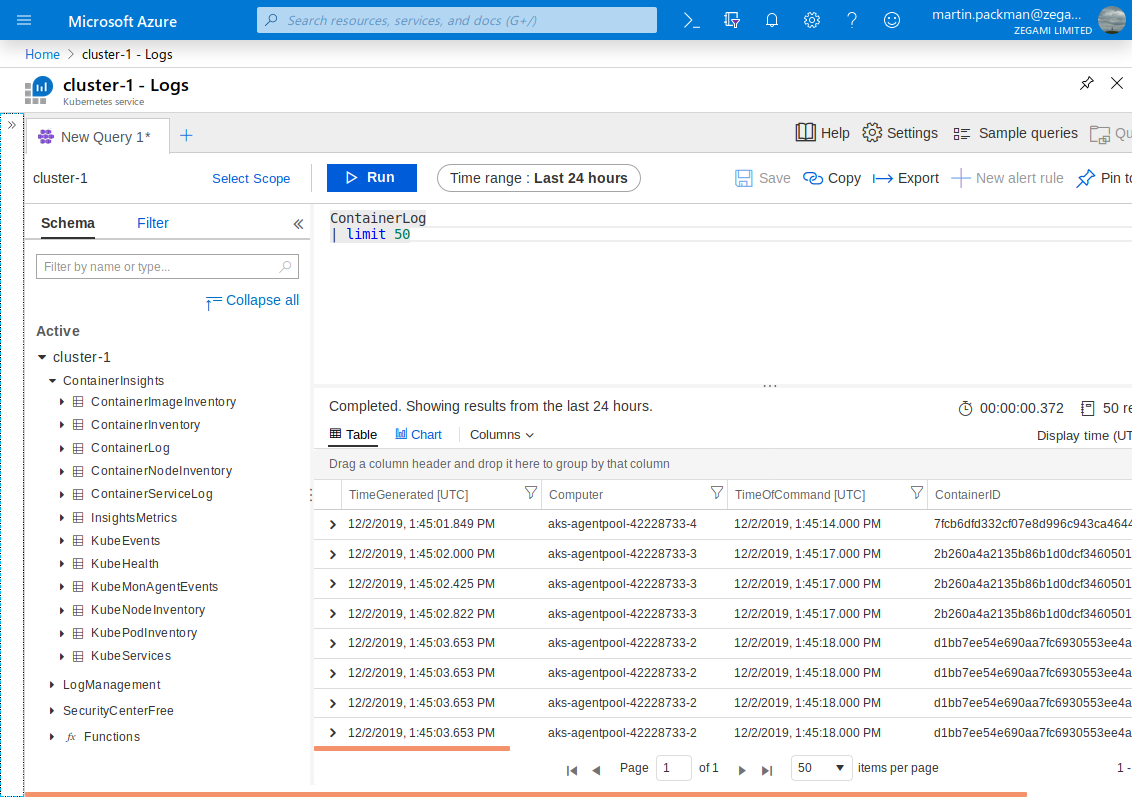 Microsoft Azure
Search resources, services, and docs (G+/)
martin.packman@zega...
ZEGAMI LIMITED
Home > cluster-1 - Logs
cluster-1 - Logs
Kubernetes service
New Query 1*
Help
Settings
Sample queries
Qu
cluster-1
Select Scope
Run
Time range : Last 24 hours
Save
Copy
Export
New alert rule
Pin to
Schema
Filter
Filter by name or type...
Collapse all
Active
cluster-1
ContainerInsights
ContainerImageInventory
ContainerInventory
ContainerLog
ContainerNodeInventory
ContainerServiceLog
InsightsMetrics
KubeEvents
KubeHealth
KubeMonAgentEvents
KubeNodeInventory
KubePodInventory
KubeServices
LogManagement
SecurityCenterFree
fx Functions
ContainerLog
| limit 50
Completed. Showing results from the last 24 hours.
00:00:00.372
50 re
Table
Chart
Columns
Display time (UT
Drag a column header and drop it here to group by that column
TimeGenerated [UTC] Computer TimeOfCommand [UTC] ContainerID
12/2/2019, 1:45:01.849 PM aks-agentpool-42228733-4 12/2/2019, 1:45:14.000 PM 7fcb6dfd332cf07e8d996c943ca4644
12/2/2019, 1:45:02.000 PM aks-agentpool-42228733-3 12/2/2019, 1:45:17.000 PM 2b260a4a2135b86b1d0dcf3460501
12/2/2019, 1:45:02.425 PM aks-agentpool-42228733-3 12/2/2019, 1:45:17.000 PM 2b260a4a2135b86b1d0dcf3460501
12/2/2019, 1:45:02.822 PM aks-agentpool-42228733-3 12/2/2019, 1:45:17.000 PM 2b260a4a2135b86b1d0dcf3460501
12/2/2019, 1:45:03.653 PM aks-agentpool-42228733-2 12/2/2019, 1:45:18.000 PM d1bb7ee54e690aa7fc6930553ee4a
12/2/2019, 1:45:03.653 PM aks-agentpool-42228733-2 12/2/2019, 1:45:18.000 PM d1bb7ee54e690aa7fc6930553ee4a
12/2/2019, 1:45:03.653 PM aks-agentpool-42228733-2 12/2/2019, 1:45:18.000 PM d1bb7ee54e690aa7fc6930553ee4a
12/2/2019, 1:45:03.653 PM aks-agentpool-42228733-2 12/2/2019, 1:45:18.000 PM d1bb7ee54e690aa7fc6930553ee4a
Page 1 of 1 50 items per page 1 -